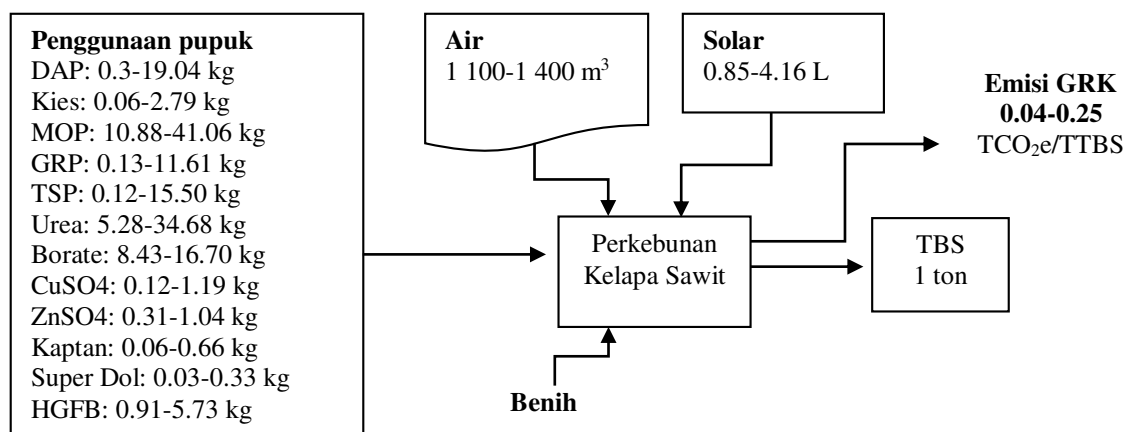 Penggunaan pupuk
DAP: 0.3-19.04 kg
Kies: 0.06-2.79 kg
MOP: 10.88-41.06 kg
GRP: 0.13-11.61 kg
TSP: 0.12-15.50 kg
Urea: 5.28-34.68 kg
Borate: 8.43-16.70 kg
CuSO4: 0.12-1.19 kg
ZnSO4: 0.31-1.04 kg
Kaptan: 0.06-0.66 kg
Super Dol: 0.03-0.33 kg
HGFB: 0.91-5.73 kg
Air
1 100-1 400 m³
Solar
0.85-4.16 L
Emisi GRK
0.04-0.25
TCO₂e/TTBS
Perkebunan
Kelapa Sawit
TBS
1 ton
Benih